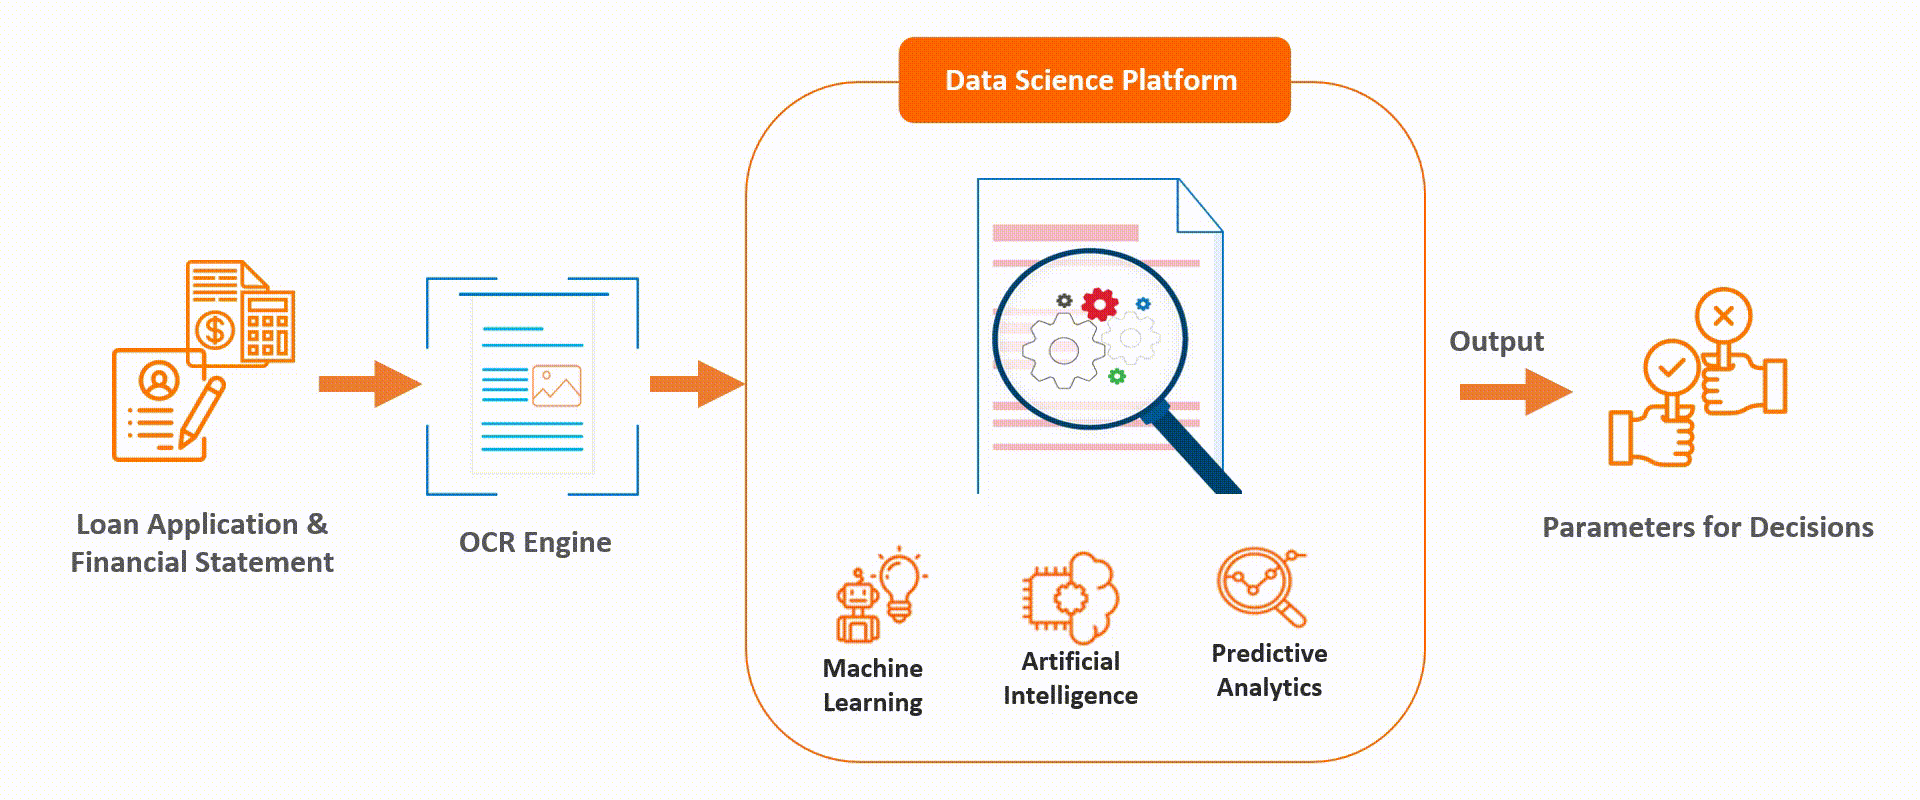 Data Science Platform
Loan Application &
Financial Statement
OCR Engine
Machine
Learning
Artificial
Intelligence
Predictive
Analytics
Output
Parameters for Decisions